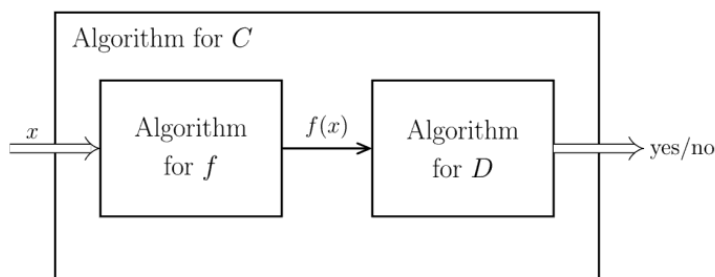 Algorithm for C
x
Algorithm
for f
f(x)
Algorithm
for D
yes/no